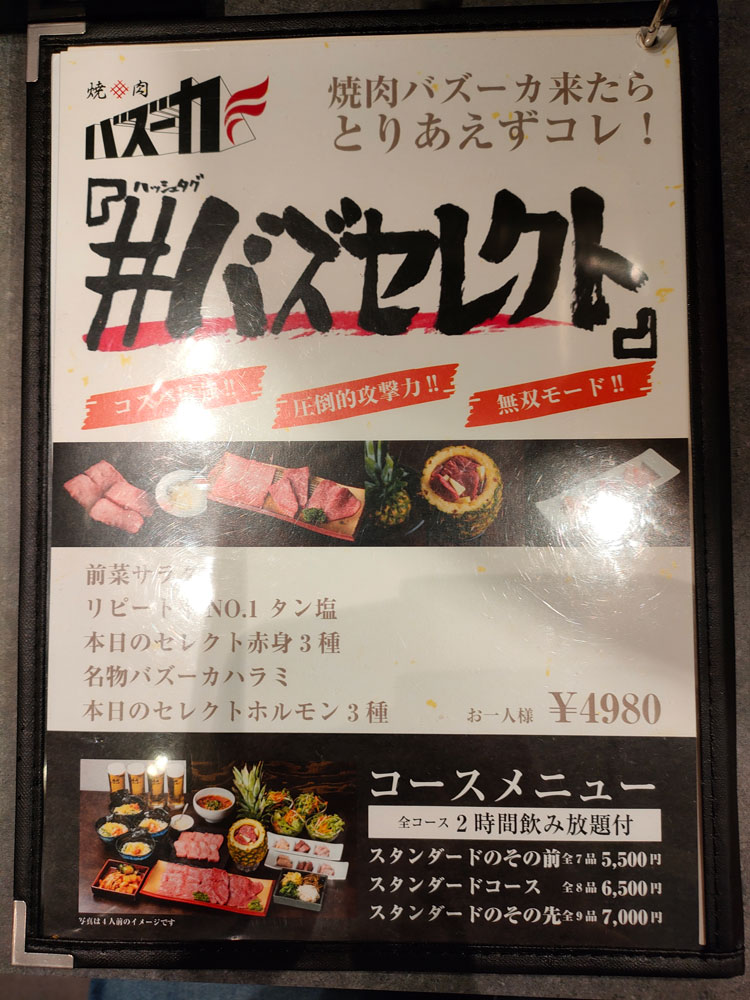 焼肉
バズーカ
焼肉バズーカ来たら
とりあえずコレ！
ハッシュタグ
『#バズセレクト』
コスパ最強!!
圧倒的攻撃力!!
無双モード!!
前菜サラダ
リピート NO.1 タン塩
本日のセレクト赤身3種
名物バズーカハラミ
本日のセレクトホルモン3種
お一人様 ¥4980
コースメニュー
全コース 2時間飲み放題付
スタンダードのその前 全7品 5,500円
スタンダードコース 全8品 6,500円
スタンダードのその先 全9品 7,000円
写真は4人前のイメージです